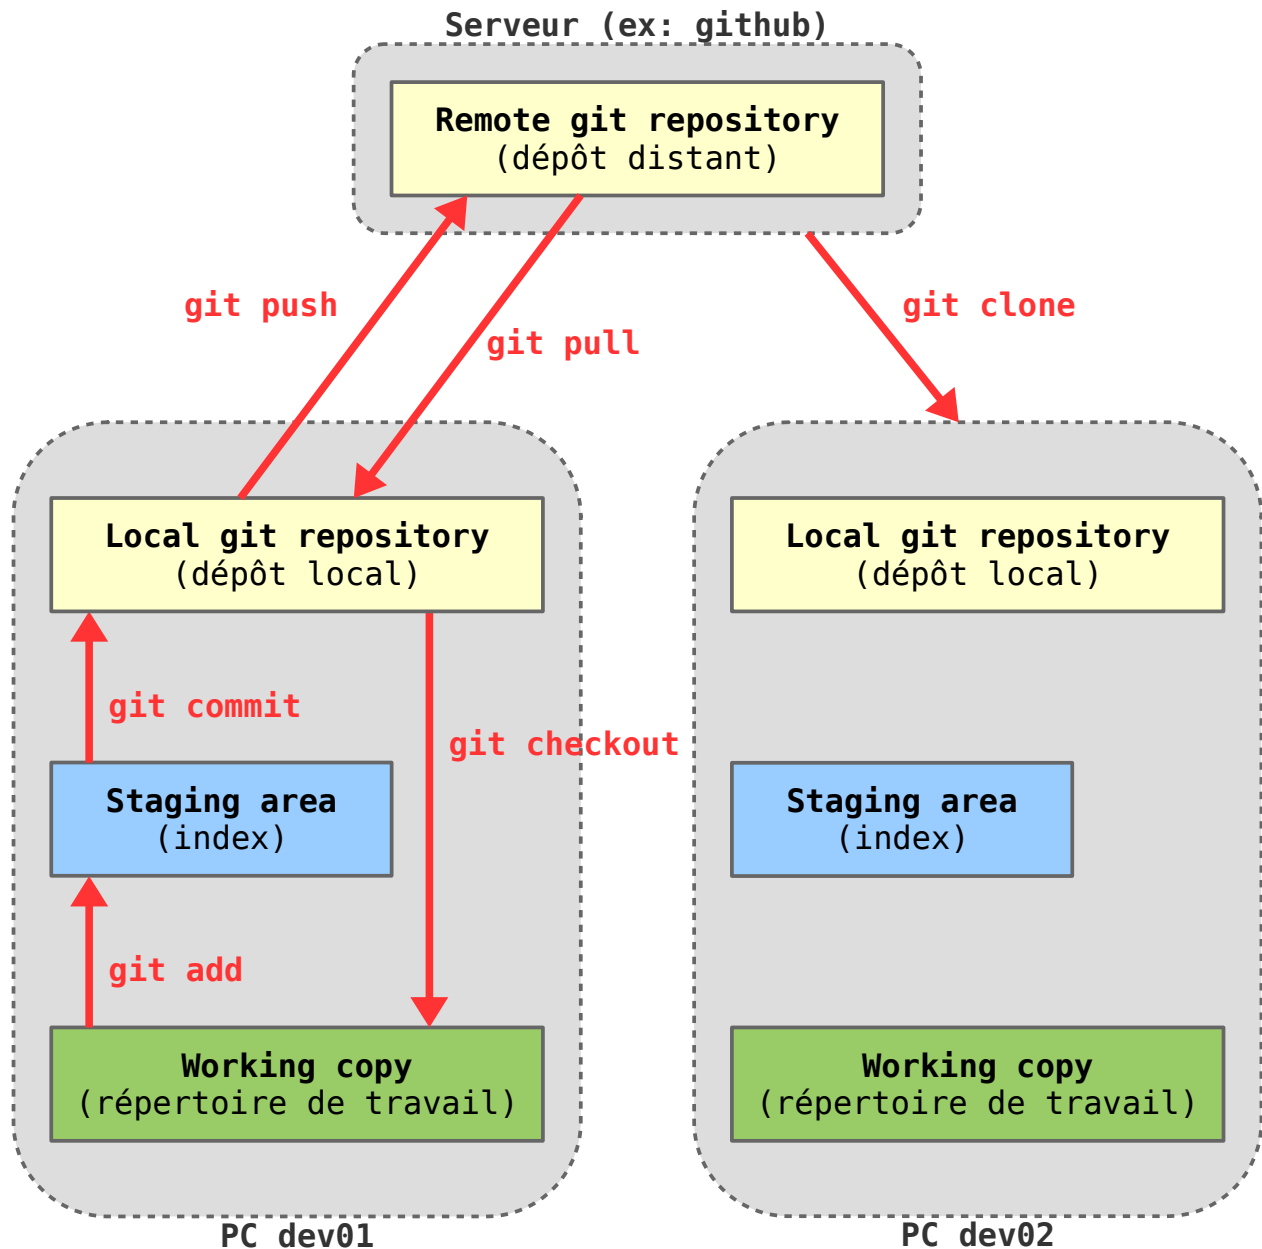 Serveur (ex: github)
Remote git repository
(dépôt distant)
git push
git clone
git pull
Local git repository
(dépôt local)
Local git repository
(dépôt local)
git commit
git checkout
Staging area
(index)
Staging area
(index)
git add
Working copy
(répertoire de travail)
Working copy
(répertoire de travail)
PC dev01
PC dev02